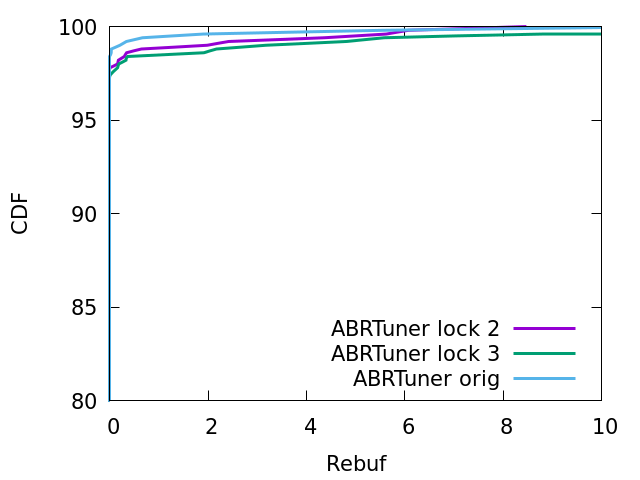 100
95
90
85
80
CDF
ABRTuner lock 2
ABRTuner lock 3
ABRTuner orig
0 2 4 6 8 10
Rebuf